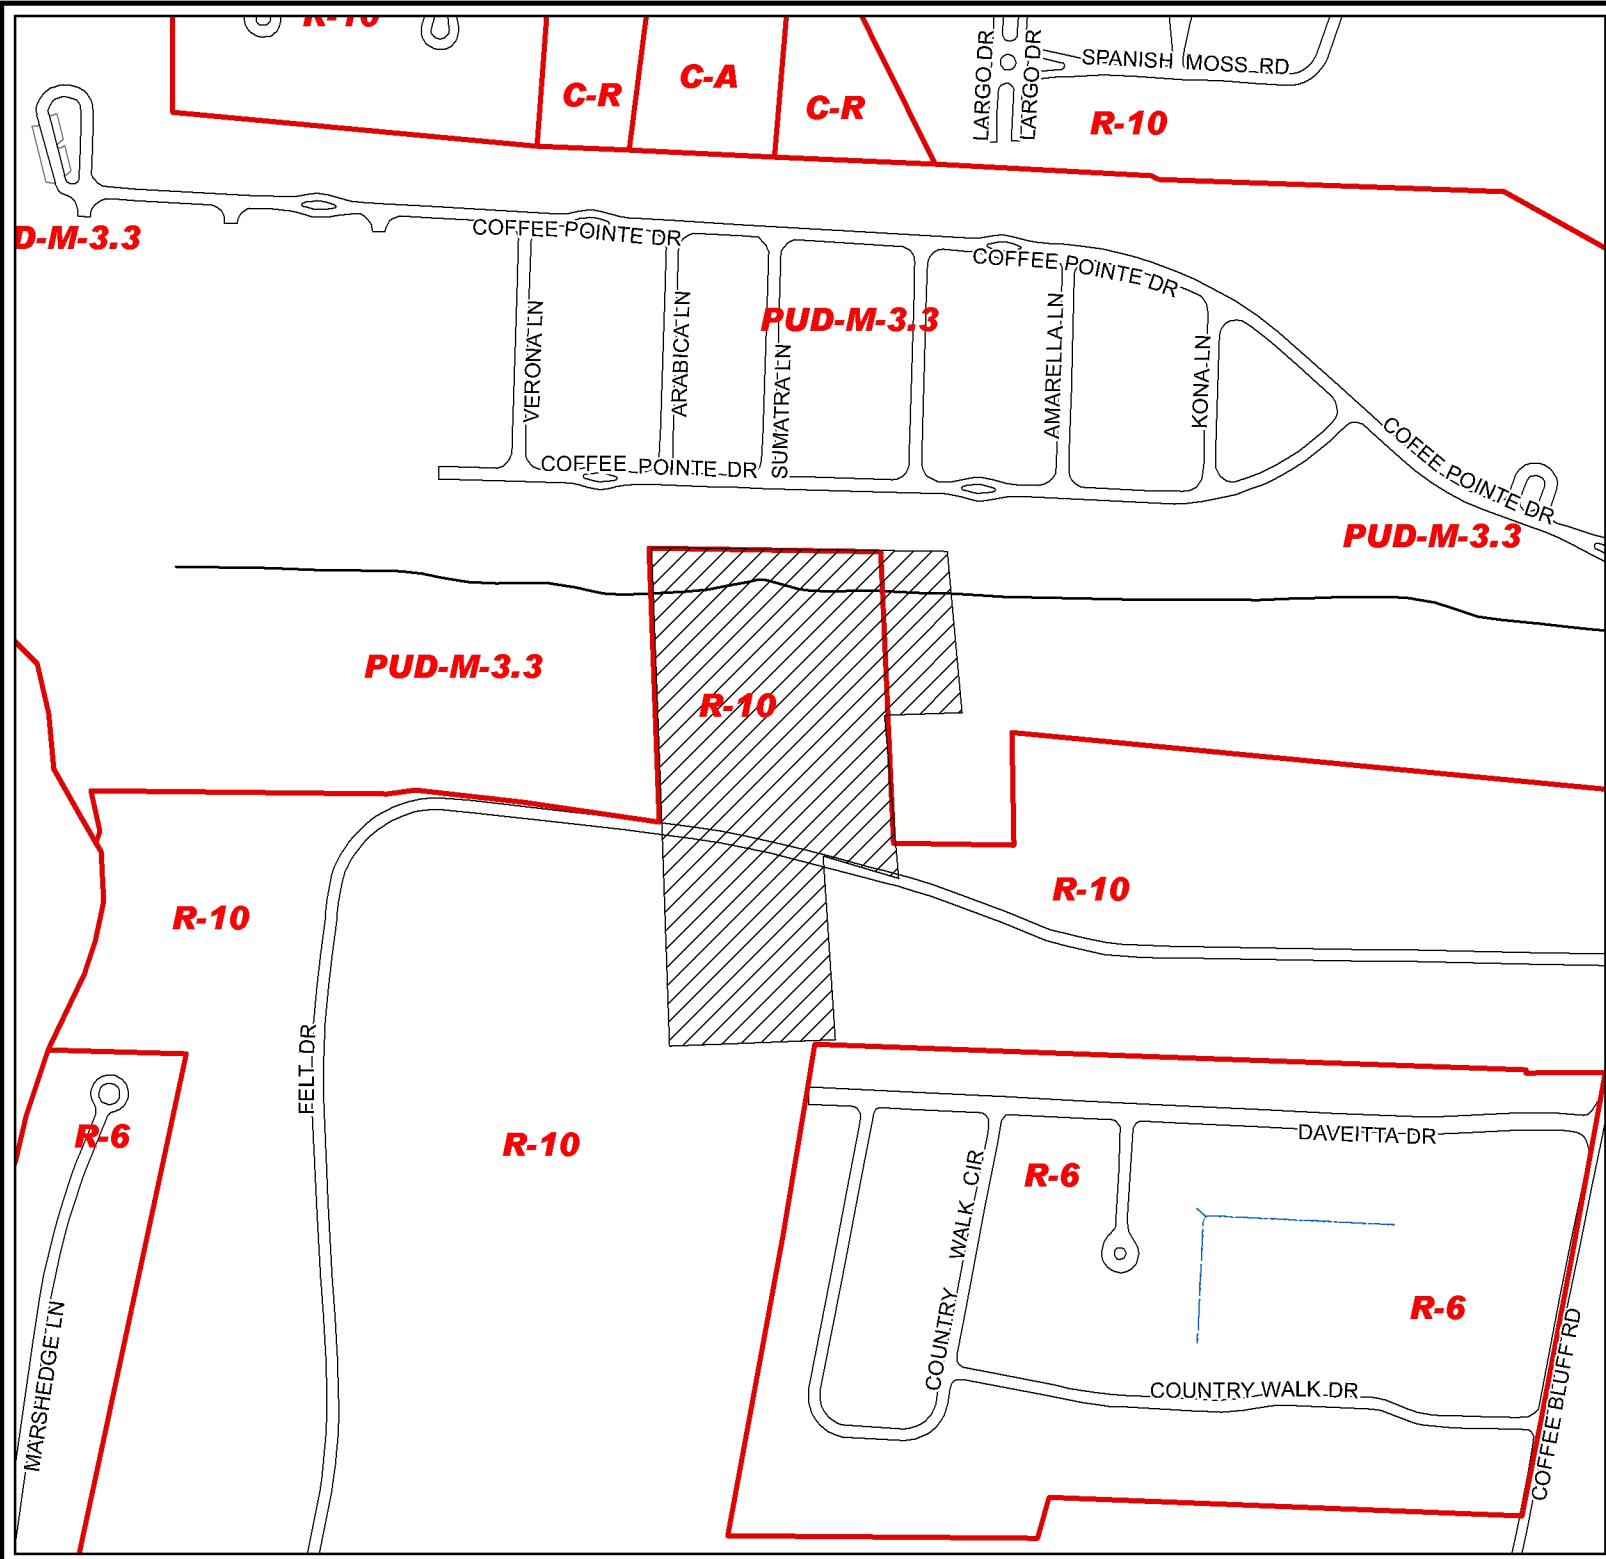 R-10
C-R
C-A
C-R
LARGO DR
LARGO DR
SPANISH MOSS RD
R-10
D-M-3.3
COFFEE POINTE DR
COFFEE POINTE DR
VERONA LN
ARABICA LN
SUMATRA LN
PUD-M-3.3
AMARELLA LN
KONA LN
COFFEE POINTE DR
COFEE POINTE DR
PUD-M-3.3
PUD-M-3.3
R-10
R-10
R-10
FELT DR
R-6
R-10
DAVEITTA DR
R-6
COUNTRY WALK CIR
R-6
MARSHEDGE LN
COUNTRY WALK DR
COFFEE BLUFF RD